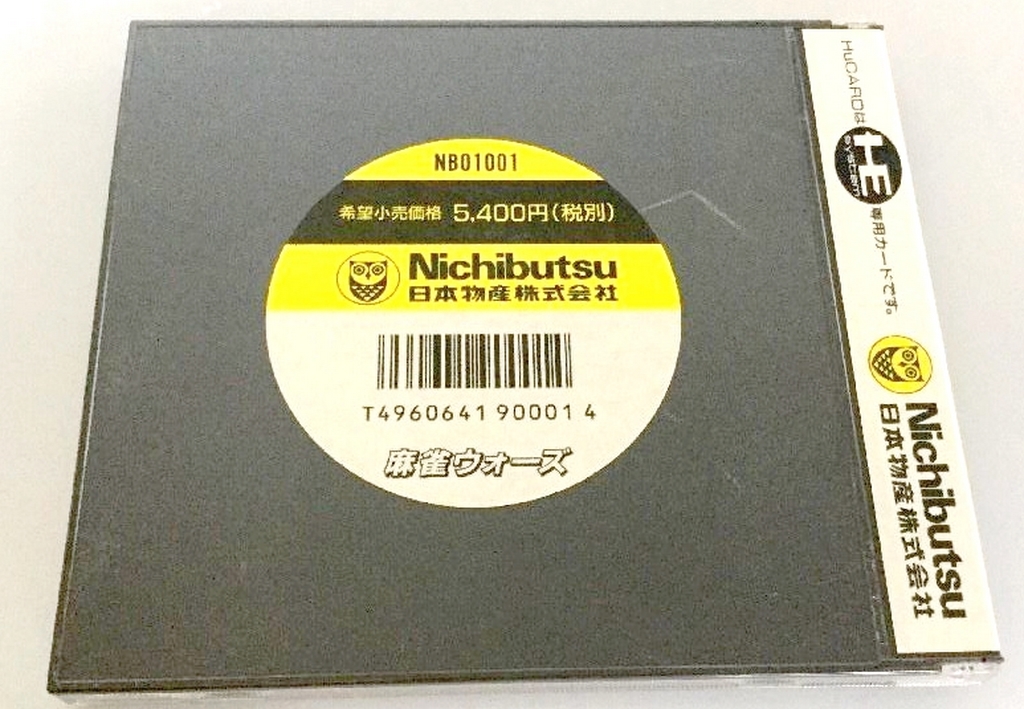 NB01001
希望小売価格 5,400円(税別)
Nichibutsu
日本物産株式会社
T4960641 90001 4
麻雀ウォーズ
HuCARDは HE system 専用カードです。
Nichibutsu
日本物産株式会社